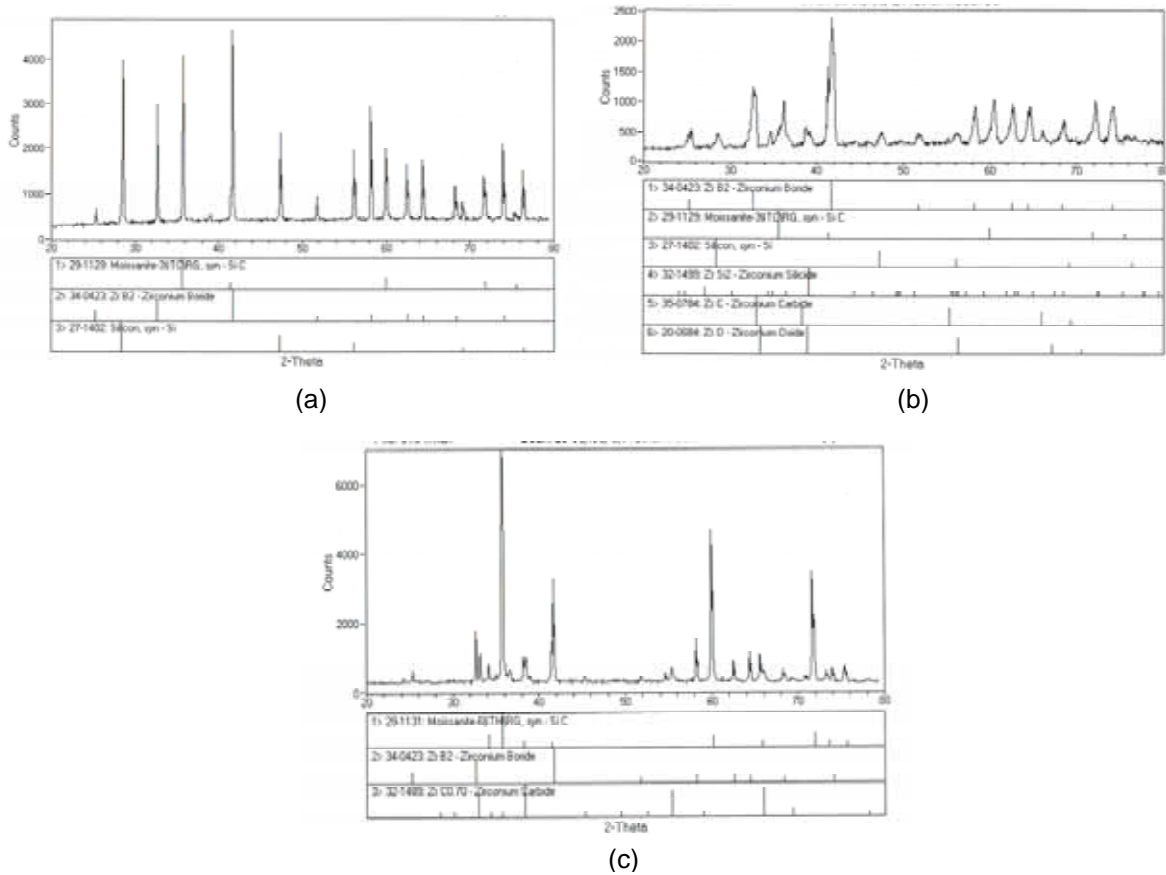 4000
3000
2000
1000
0
Counts
20 30 40 50 60 70 80
1> 29-1129: Moissanite-3
syn - Si C
2> 34-0423: Zr B2 - Zirconium Boride
3> 27-1402: Silicon, syn - Si
2-Theta
(a)
2500
2000
1500
1000
500
0
Counts
20 30 40 50 60 70 80
1> 34-0423: Zr B2 - Zirconium Boride
2> 29-1129: Moissanite-3
syn - Si C
3> 27-1402: Silicon, syn - Si
4> 32-1499: Zr Si2 - Zirconium Silicide
5> 35-0784: Zr C - Zirconium Carbide
6> 20-0684: Zr O - Zirconium Oxide
2-Theta
(b)
6000
4000
2000
0
Counts
20 30 40 50 60 70 80
1> 29-1131: Moissanite-6
syn - Si C
2> 34-0423: Zr B2 - Zirconium Boride
3> Zr C0.70 - Zirconium Carbide
2-Theta
(c)